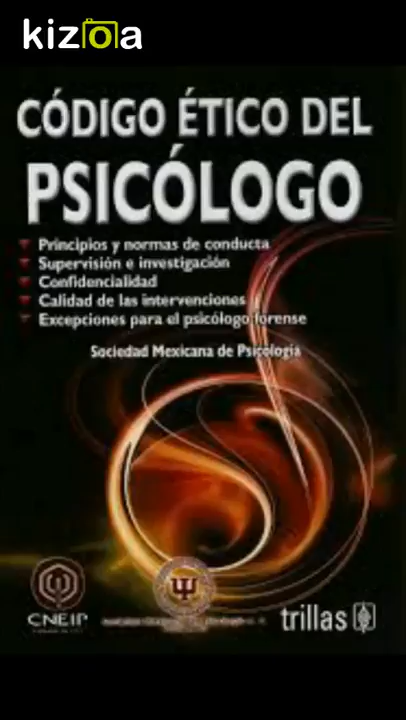 kizoa
CÓDIGO ÉTICO DEL
PSICÓLOGO
Principios y normas de conducta
Supervisión e investigación
Confidencialidad
Calidad de las intervenciones
Excepciones para el psicólogo forense
Sociedad Mexicana de Psicología
CNEIP
trillas